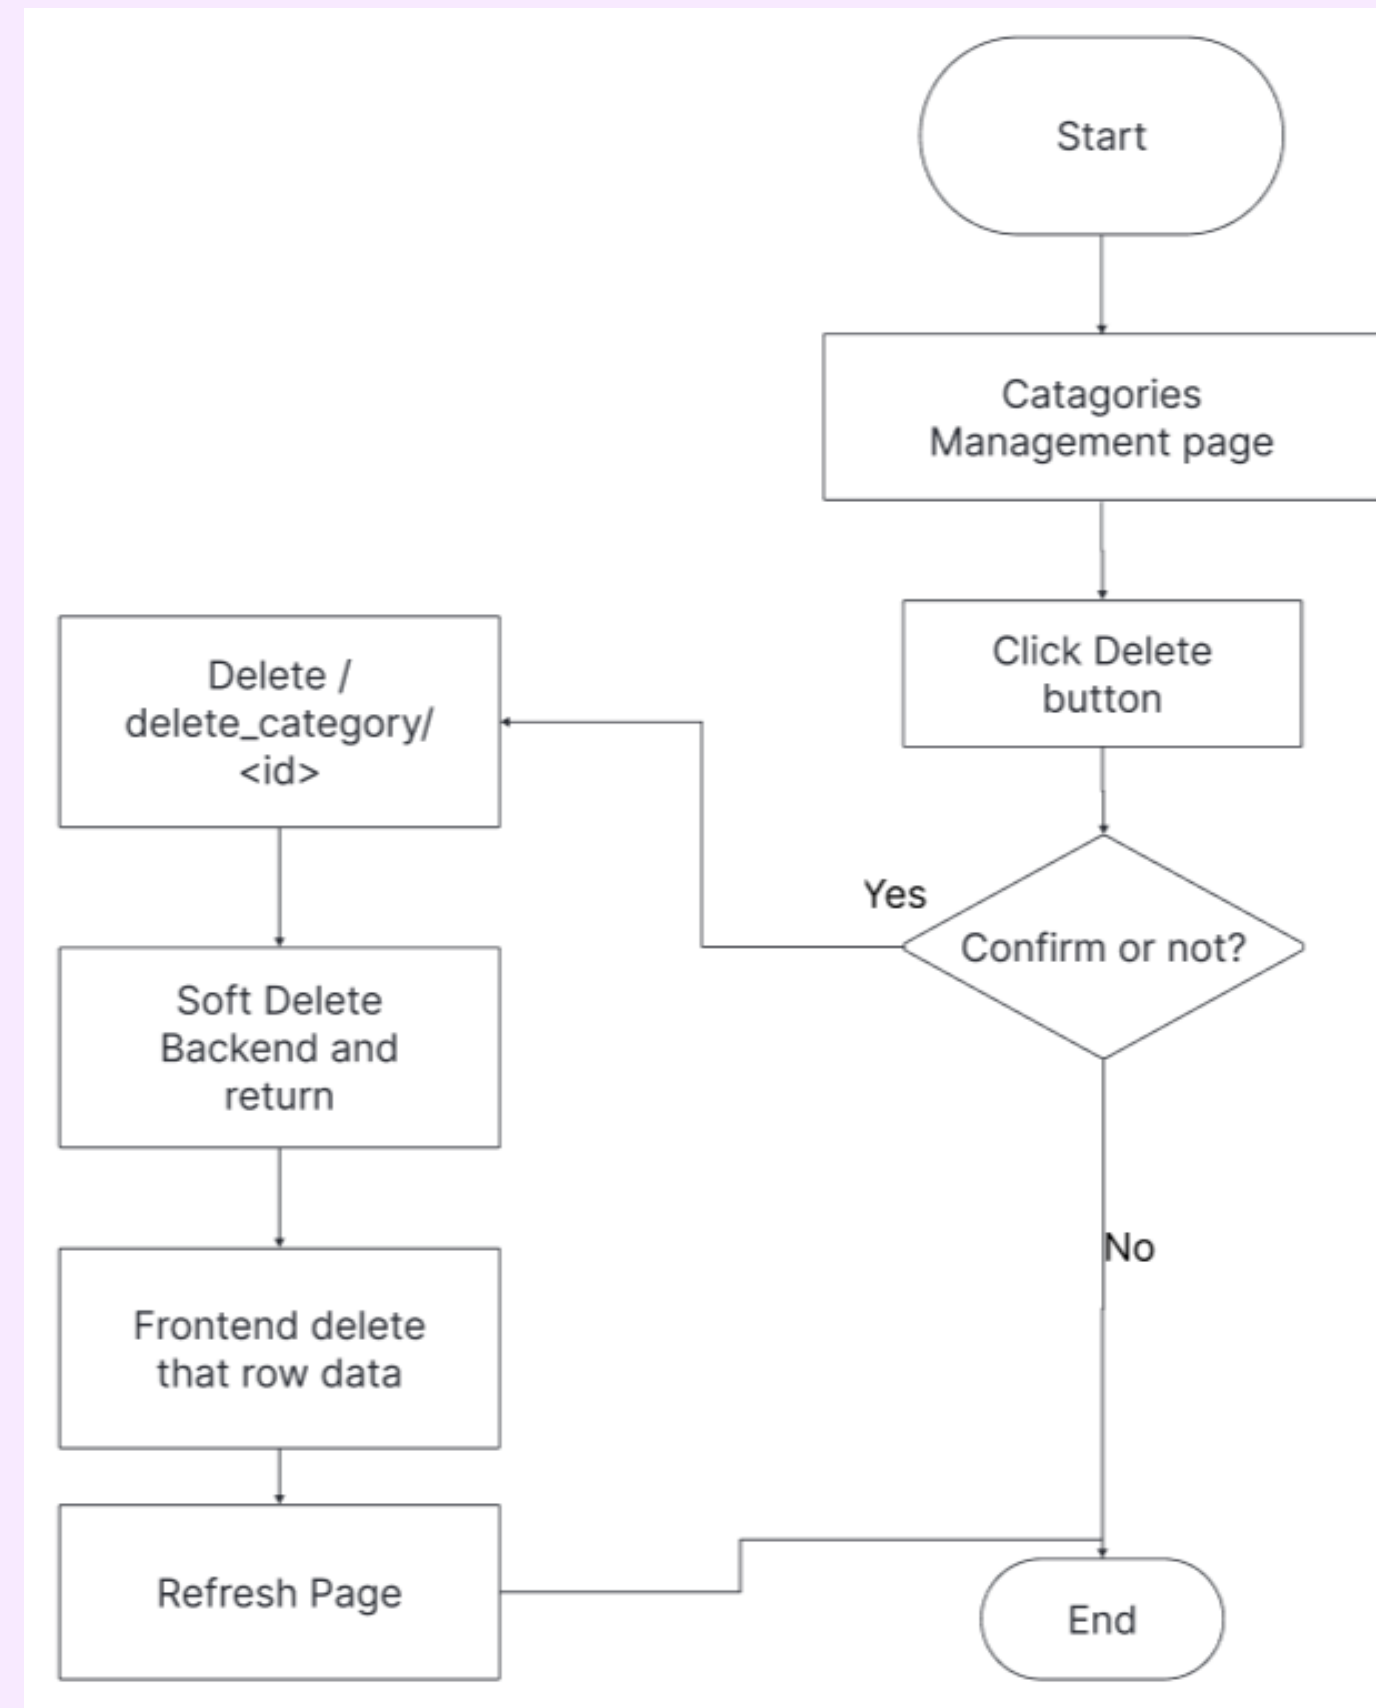 Start
Catagories
Management page
Click Delete
button
Confirm or not?
Yes
No
Delete /
delete_category/
<id>
Soft Delete
Backend and
return
Frontend delete
that row data
Refresh Page
End